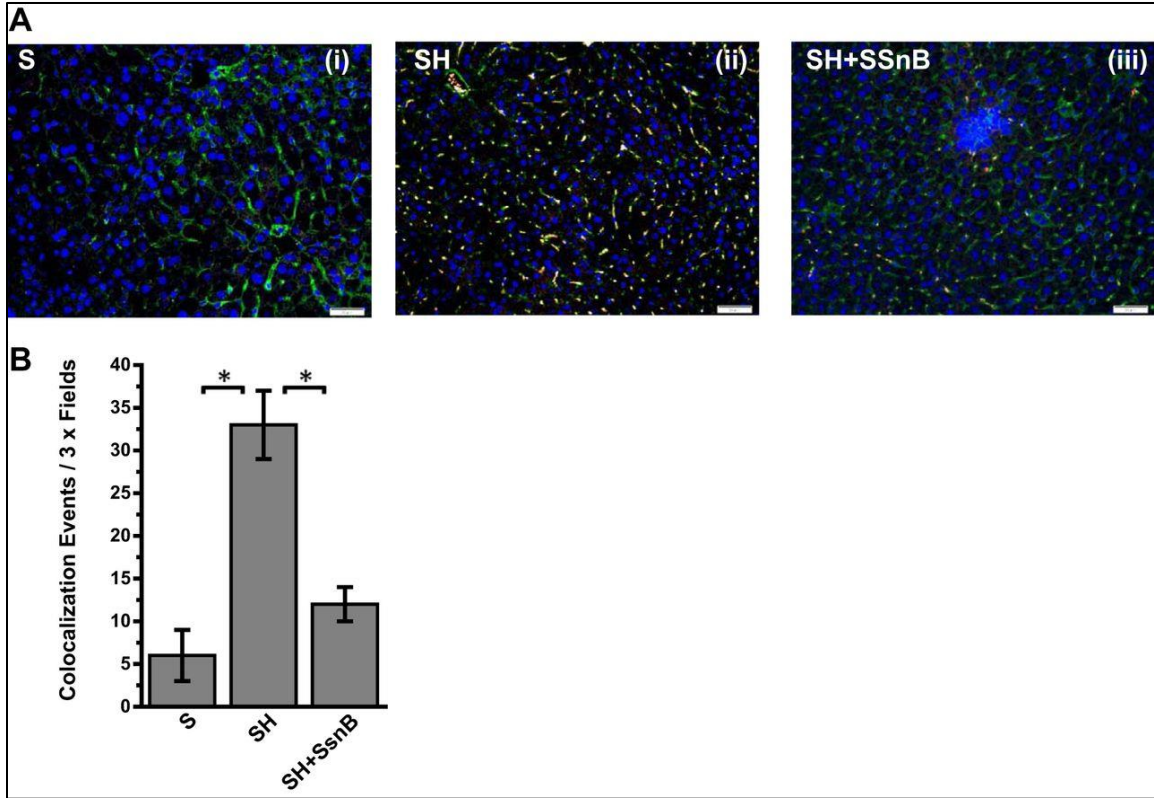 A
S (i) SH (ii) SH+SSnB (iii)
B
Colocalization Events / 3 x Fields
40
35
30
25
20
15
10
5
0
* *
S SH SH+SsnB